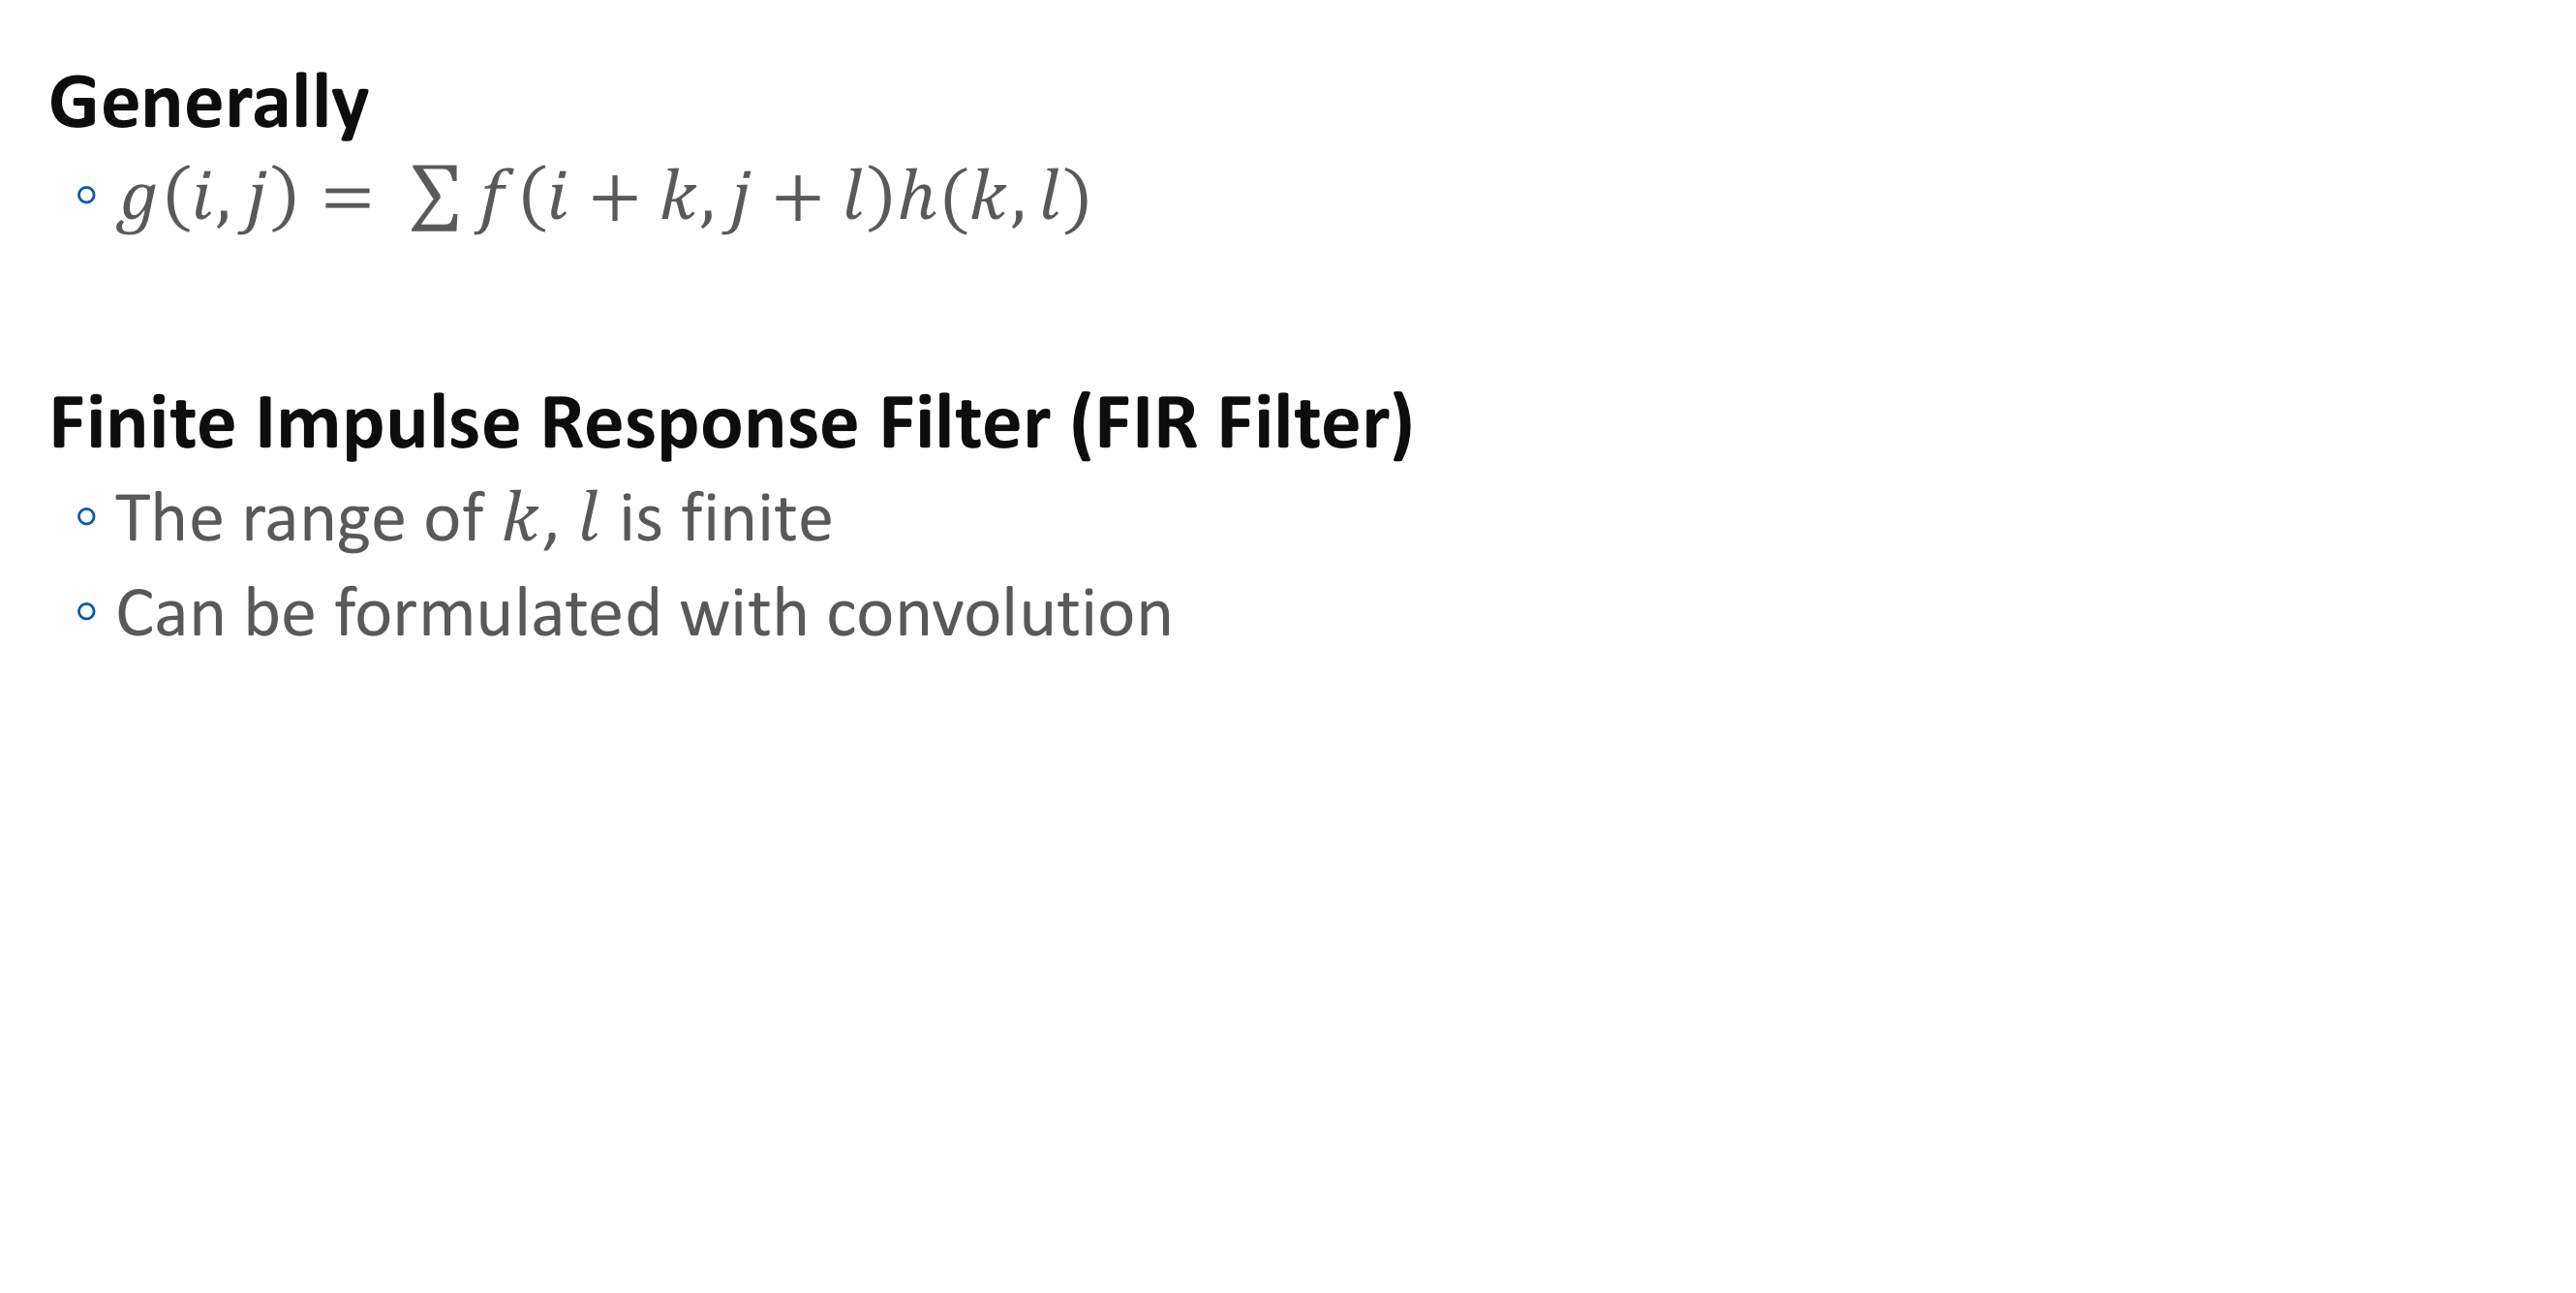 Generally
◦ g(i, j) = ∑ f(i + k, j + l)h(k, l)
Finite Impulse Response Filter (FIR Filter)
◦ The range of k, l is finite
◦ Can be formulated with convolution